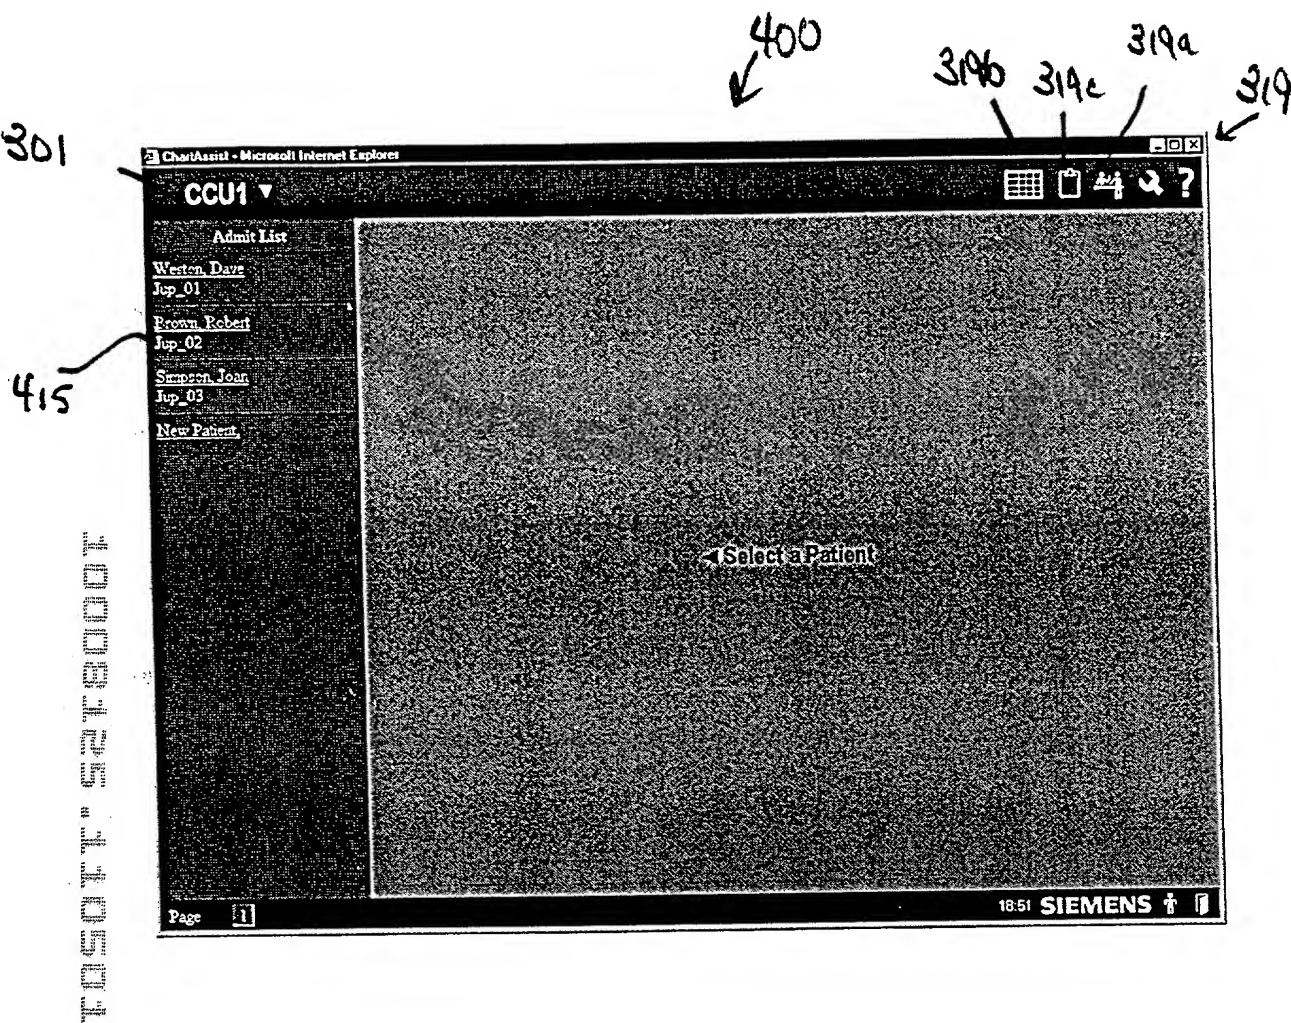 400
319b 319c 319a
319
301
ChartAssist - Microsoft Internet Explorer
CCU1
?
Admit List
Weston, Dave
Jup_01
Brown, Robert
Jup_02
415
Simpson, Joan
Jup_03
New Patient,
Select a Patient
Page 1
18:51 SIEMENS